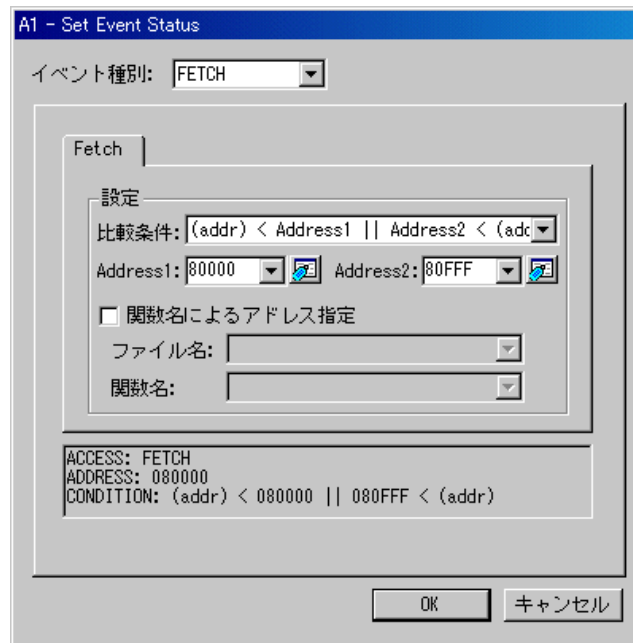 A1 - Set Event Status
イベント種別: FETCH
Fetch
設定
比較条件: (addr) < Address1 || Address2 < (adc
Address1: 80000 Address2: 80FFF
関数名によるアドレス指定
ファイル名:
関数名:
ACCESS: FETCH
ADDRESS: 080000
CONDITION: (addr) < 080000 || 080FFF < (addr)
OK キャンセル